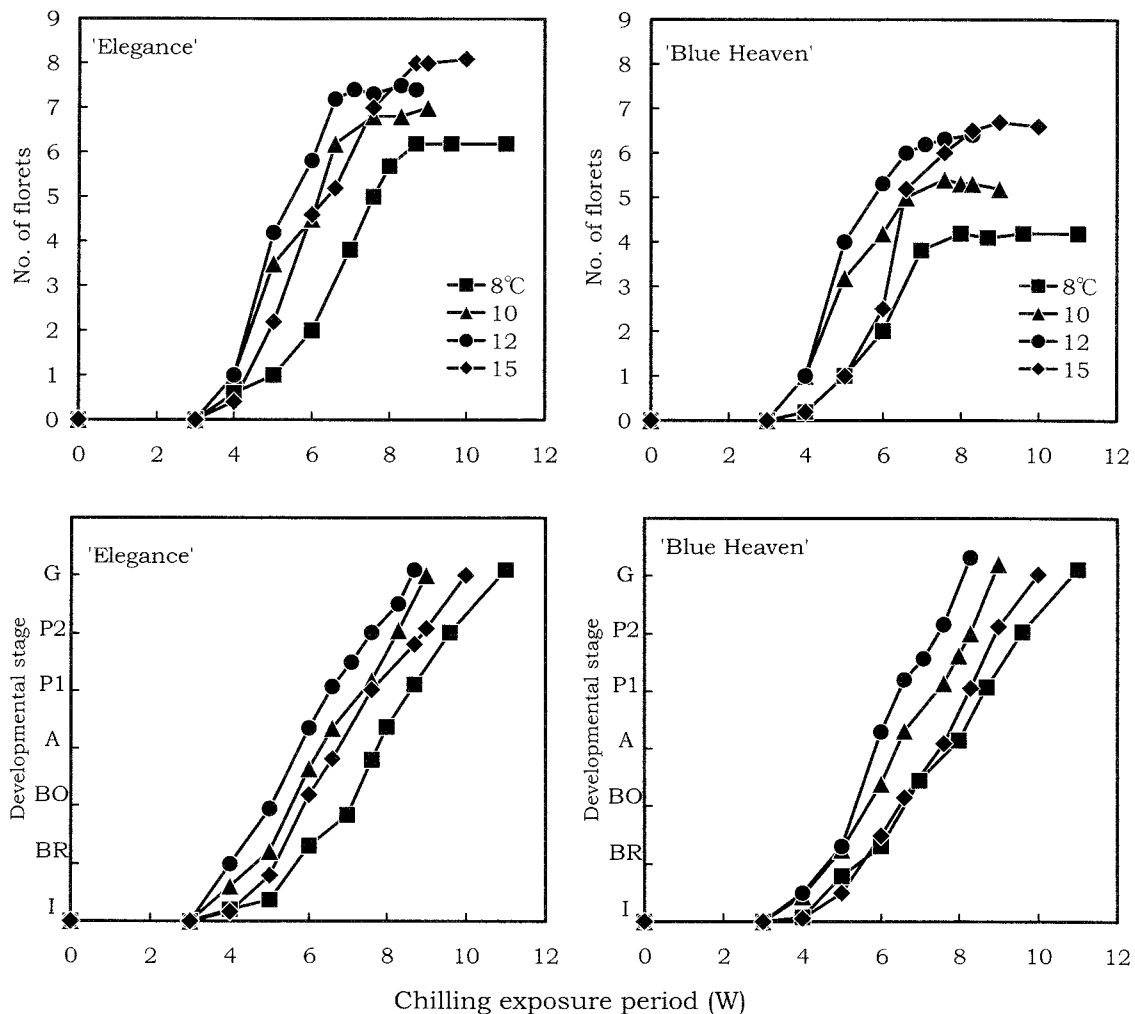 'Elegance'
No. of florets
9
8
7
6
5
4
3
2
1
0
8℃
10
12
15
0 2 4 6 8 10 12
'Blue Heaven'
No. of florets
9
8
7
6
5
4
3
2
1
0
8℃
10
12
15
0 2 4 6 8 10 12
'Elegance'
Developmental stage
G
P2
P1
A
BO
BR
I
0 2 4 6 8 10 12
'Blue Heaven'
Developmental stage
G
P2
P1
A
BO
BR
I
0 2 4 6 8 10 12
Chilling exposure period (W)